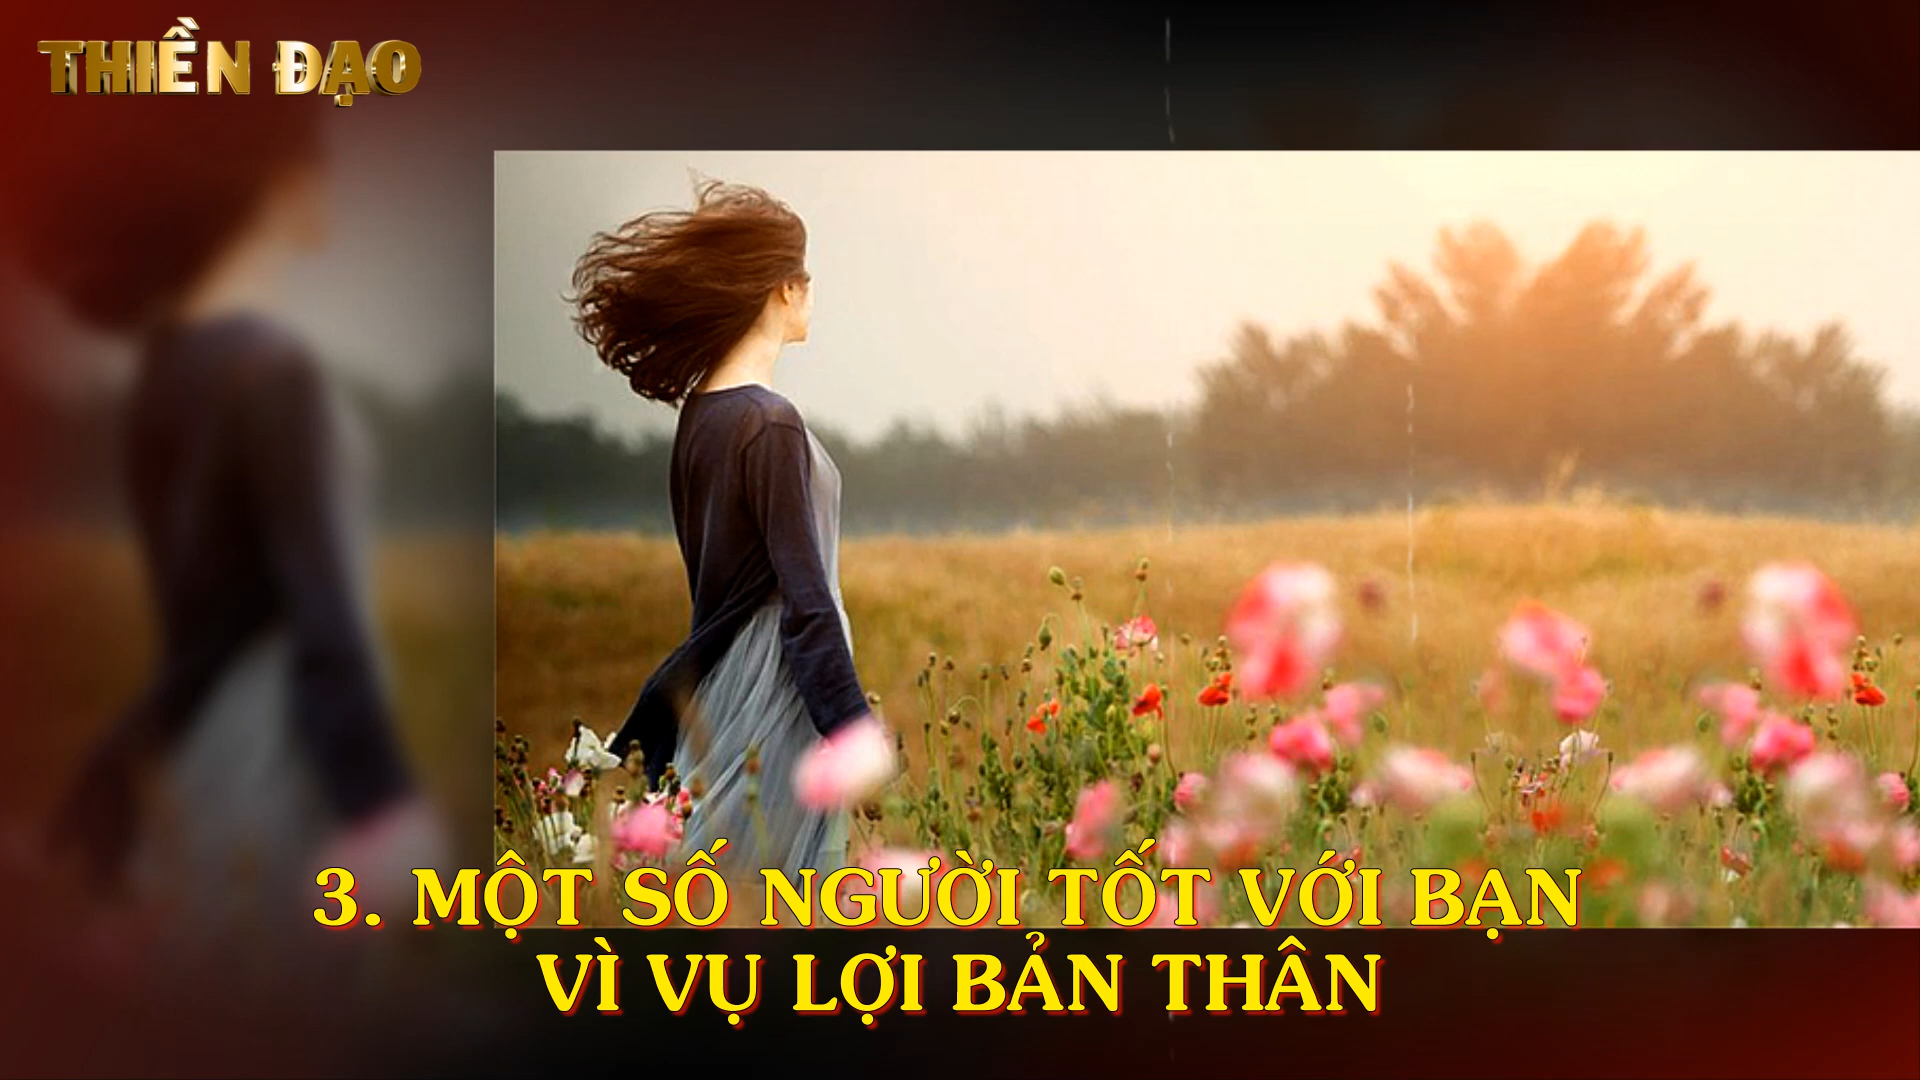 THIỀN ĐẠO
3. MỘT SỐ NGƯỜI TỐT VỚI BẠN
VÌ VỤ LỢI BẢN THÂN